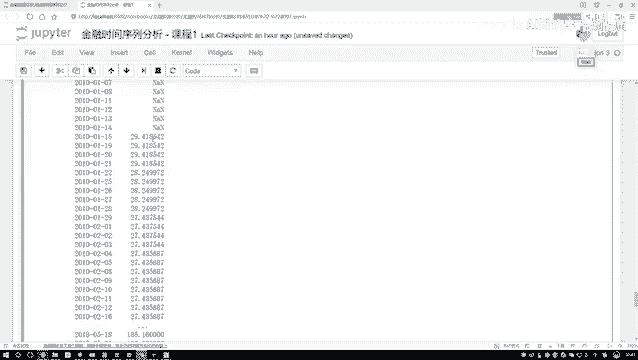 jupyter 金融时间序列分析 - 课程1 Last Checkpoint: an hour ago (unsaved changes)
Logout
File Edit View Insert Cell Kernel Widgets Help
Trusted
Code
2010-01-07 NaN
2010-01-08 NaN
2010-01-11 NaN
2010-01-12 NaN
2010-01-13 NaN
2010-01-14 NaN
2010-01-15 29.418542
2010-01-19 29.418542
2010-01-20 29.418542
2010-01-21 29.418542
2010-01-22 28.249972
2010-01-25 28.249972
2010-01-26 28.249972
2010-01-27 28.249972
2010-01-28 28.249972
2010-01-29 27.437544
2010-02-01 27.437544
2010-02-02 27.437544
2010-02-03 27.437544
2010-02-04 27.435687
2010-02-05 27.435687
2010-02-08 27.435687
2010-02-09 27.435687
2010-02-10 27.435687
2010-02-11 27.435687
2010-02-12 27.435687
2010-02-16 27.435687
...
2018-05-18 185.160000